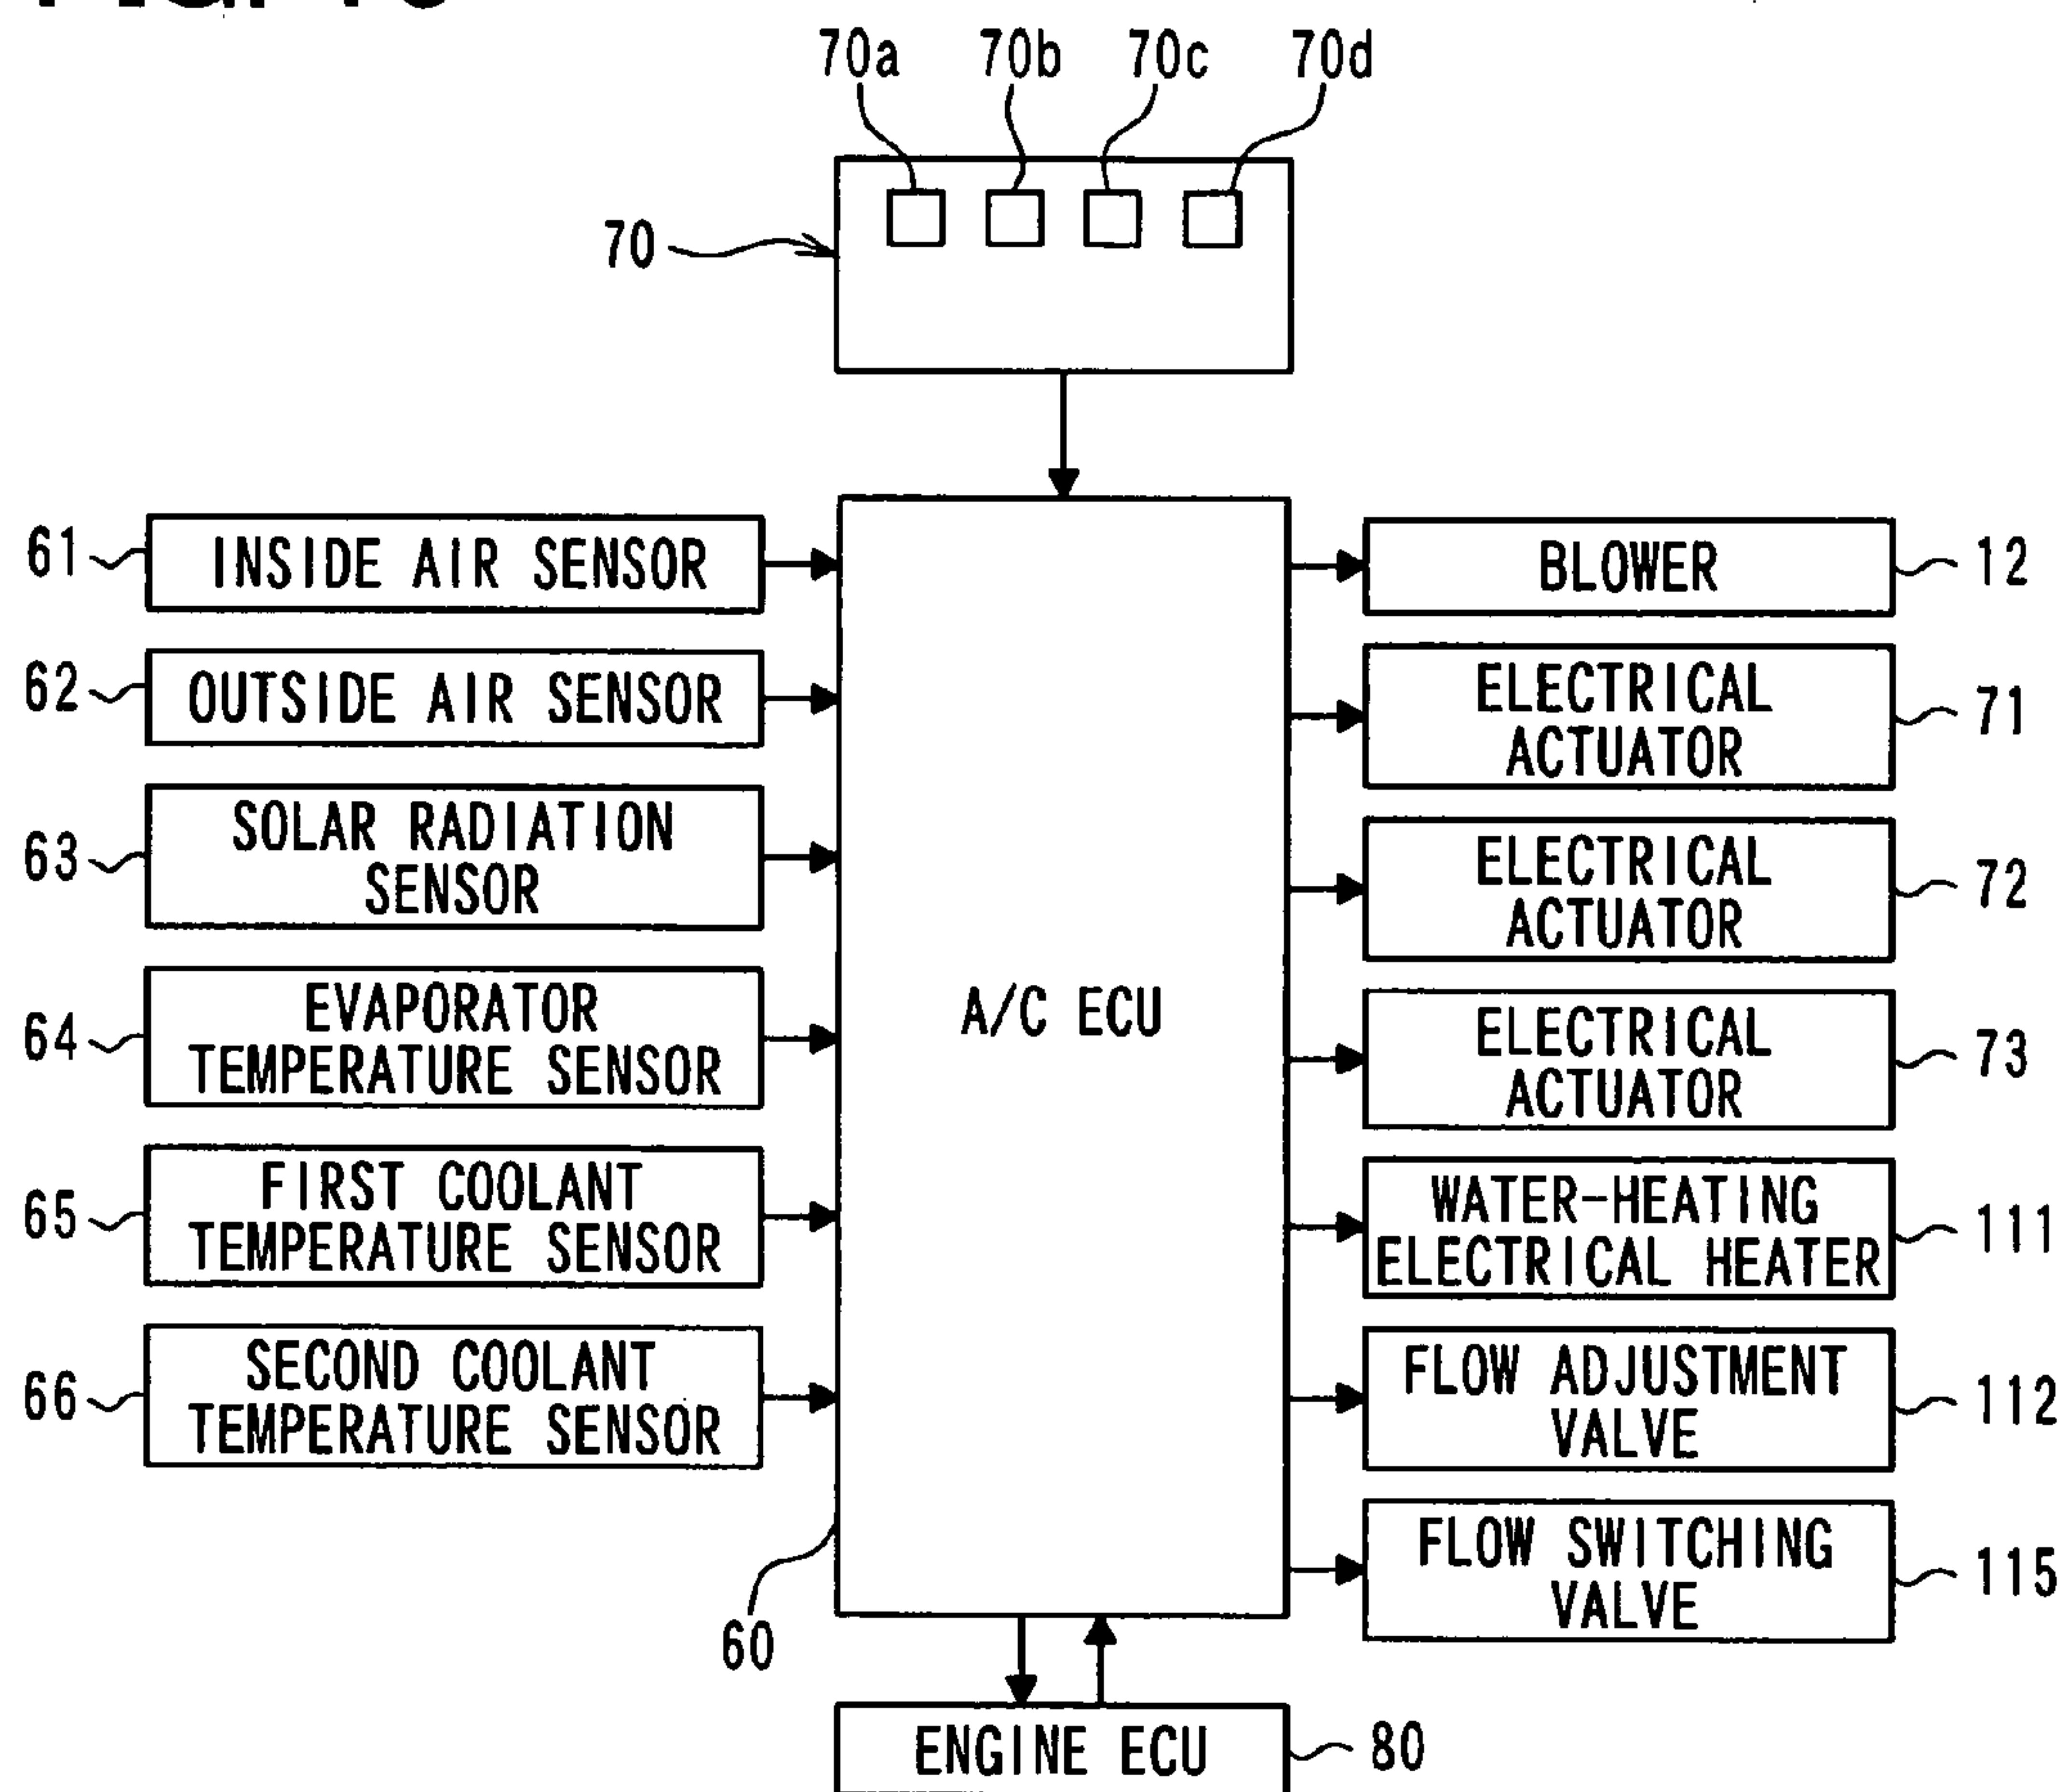 70a 70b 70c 70d
70
61 INSIDE AIR SENSOR
62 OUTSIDE AIR SENSOR
63 SOLAR RADIATION
SENSOR
64 EVAPORATOR
TEMPERATURE SENSOR
65 FIRST COOLANT
TEMPERATURE SENSOR
66 SECOND COOLANT
TEMPERATURE SENSOR
A/C ECU
60
BLOWER 12
ELECTRICAL
ACTUATOR 71
ELECTRICAL
ACTUATOR 72
ELECTRICAL
ACTUATOR 73
WATER-HEATING
ELECTRICAL HEATER 111
FLOW ADJUSTMENT
VALVE 112
FLOW SWITCHING
VALVE 115
ENGINE ECU 80